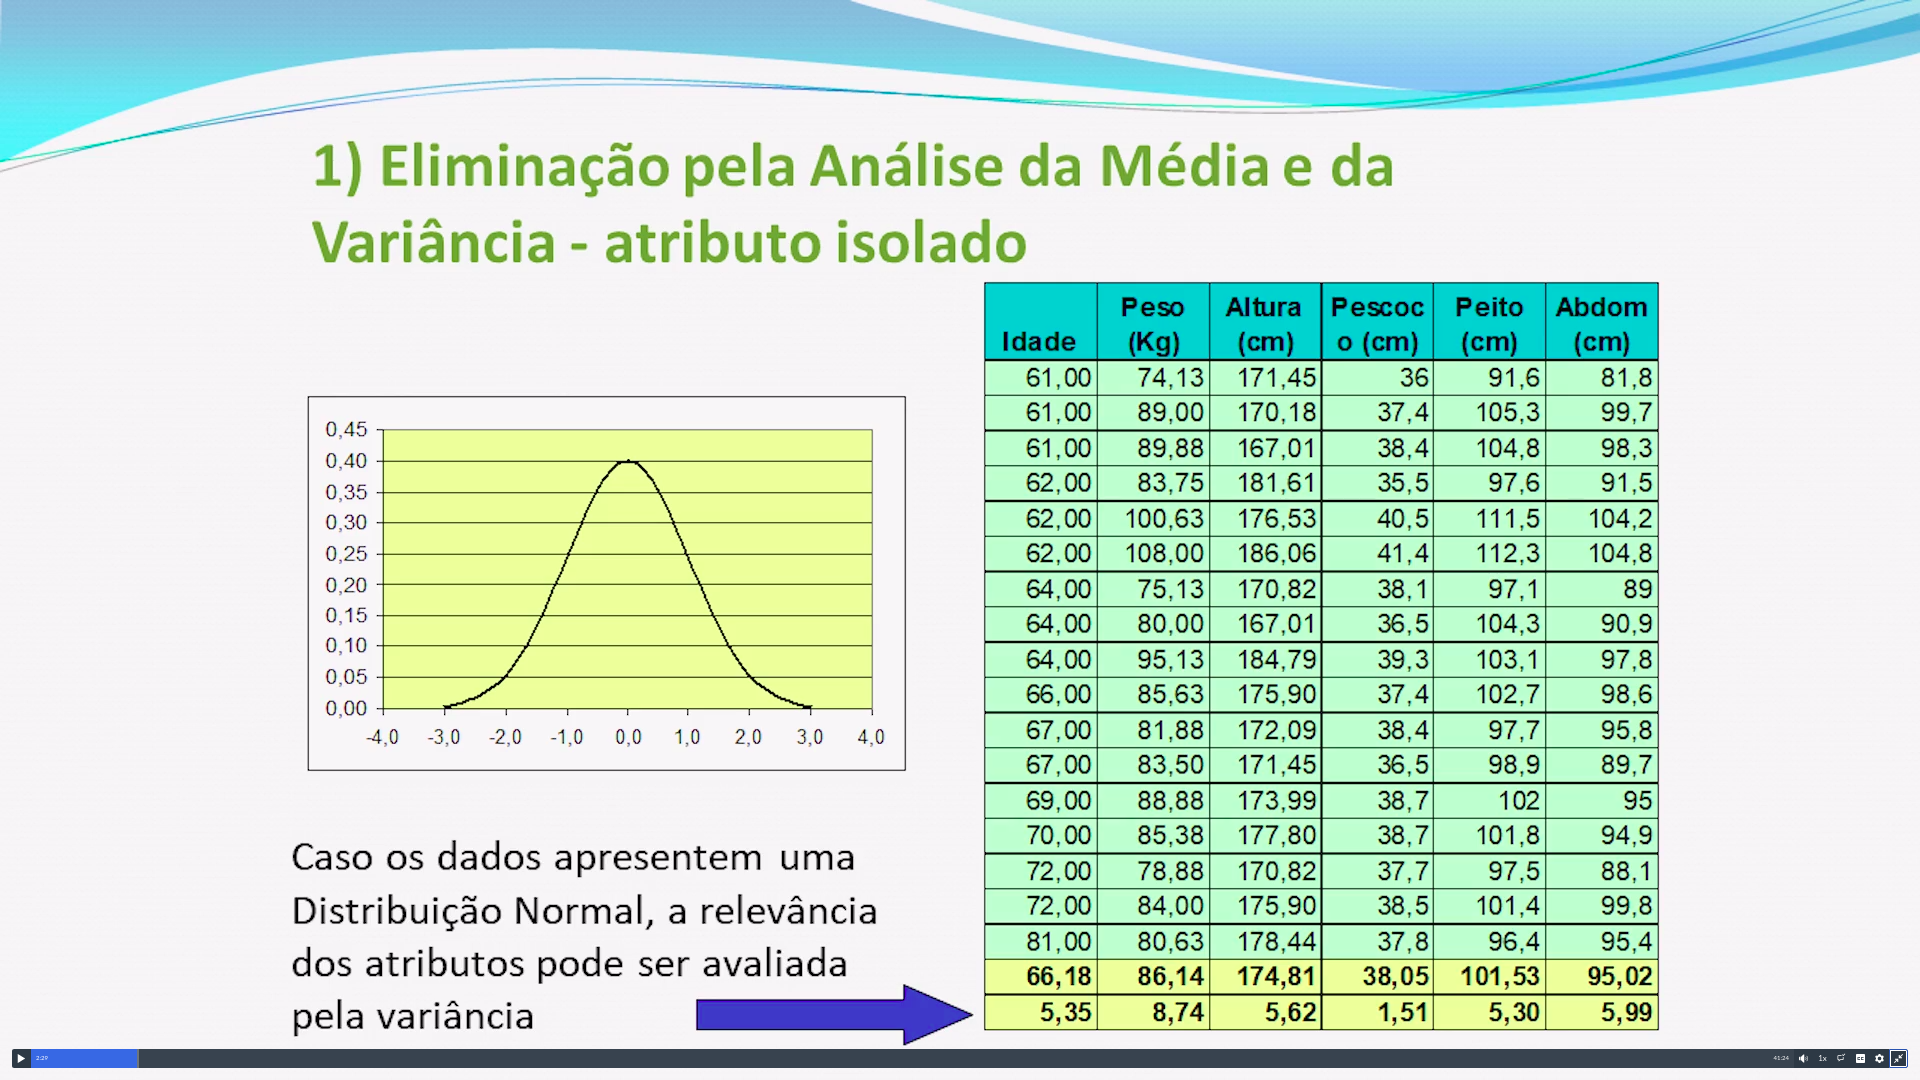 1) Eliminação pela Análise da Média e da
Variância - atributo isolado
0,45
0,40
0,35
0,30
0,25
0,20
0,15
0,10
0,05
0,00
-4,0 -3,0 -2,0 -1,0 0,0 1,0 2,0 3,0 4,0
Caso os dados apresentem uma
Distribuição Normal, a relevância
dos atributos pode ser avaliada
pela variância
Peso Altura Pescoc Peito Abdom
Idade (Kg) (cm) o (cm) (cm) (cm)
61,00 74,13 171,45 36 91,6 81,8
61,00 89,00 170,18 37,4 105,3 99,7
61,00 89,88 167,01 38,4 104,8 98,3
62,00 83,75 181,61 35,5 97,6 91,5
62,00 100,63 176,53 40,5 111,5 104,2
62,00 108,00 186,06 41,4 112,3 104,8
64,00 75,13 170,82 38,1 97,1 89
64,00 80,00 167,01 36,5 104,3 90,9
64,00 95,13 184,79 39,3 103,1 97,8
66,00 85,63 175,90 37,4 102,7 98,6
67,00 81,88 172,09 38,4 97,7 95,8
67,00 83,50 171,45 36,5 98,9 89,7
69,00 88,88 173,99 38,7 102 95
70,00 85,38 177,80 38,7 101,8 94,9
72,00 78,88 170,82 37,7 97,5 88,1
72,00 84,00 175,90 38,5 101,4 99,8
81,00 80,63 178,44 37,8 96,4 95,4
66,18 86,14 174,81 38,05 101,53 95,02
5,35 8,74 5,62 1,51 5,30 5,99
2:29 41:24 1x